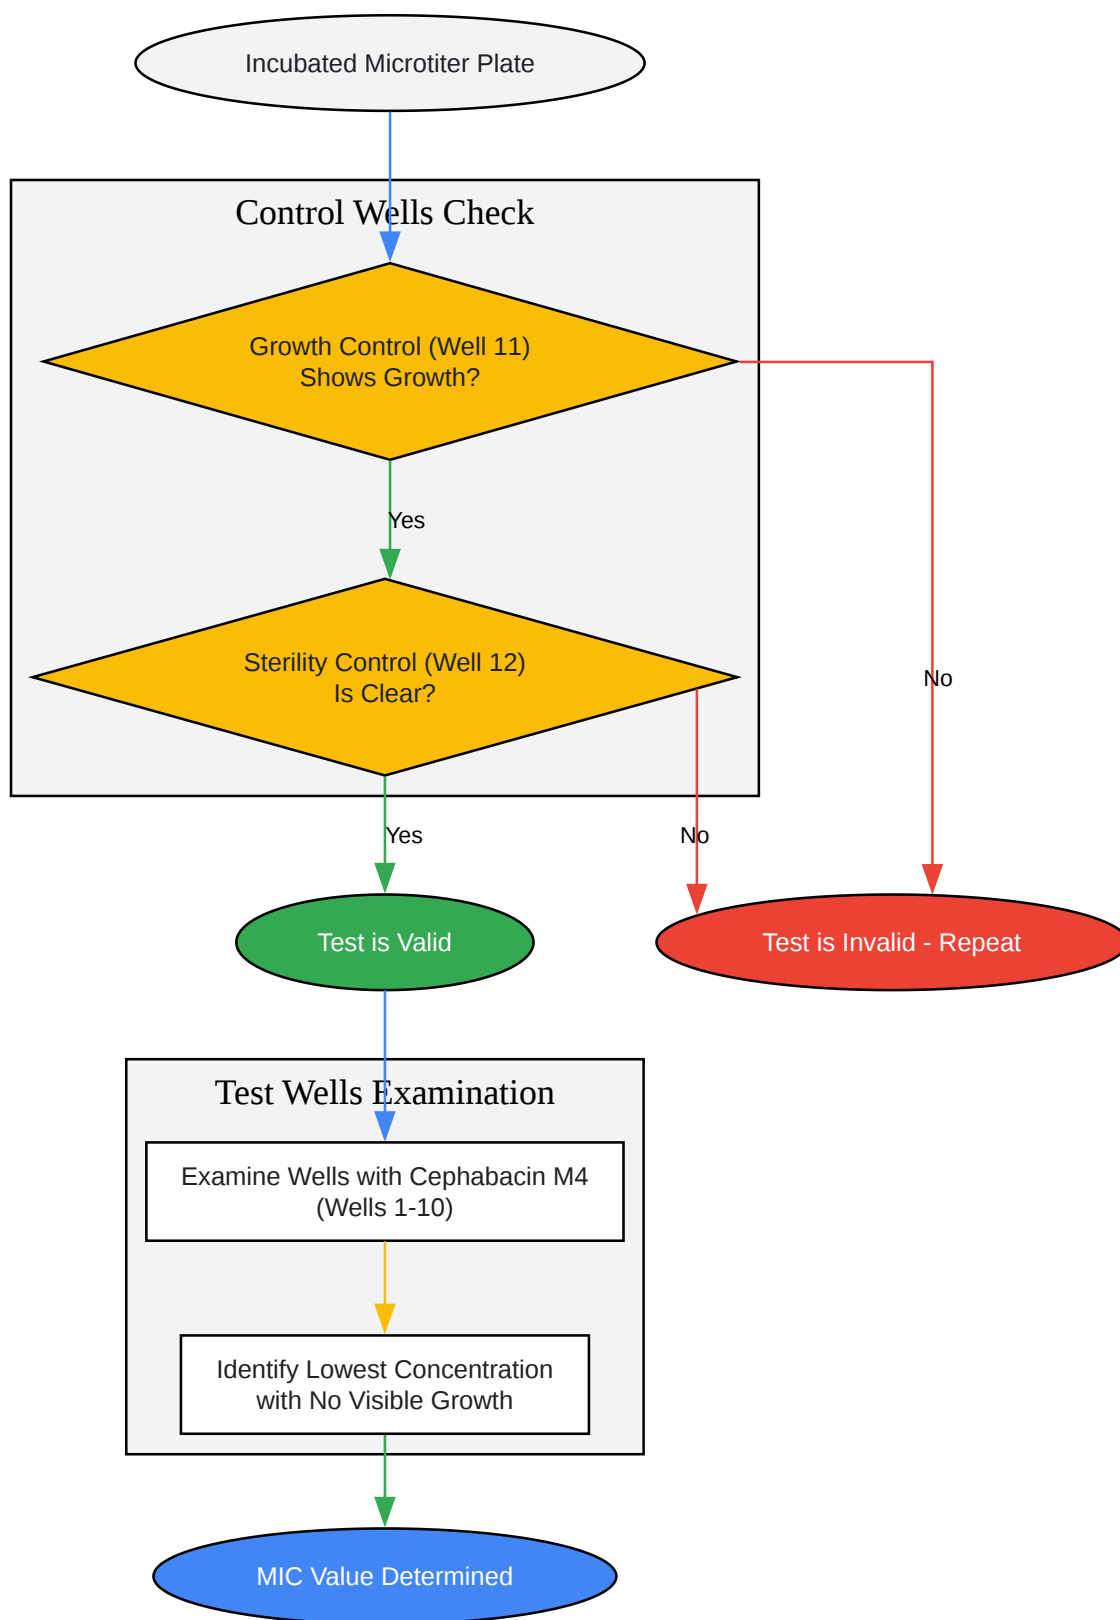 Incubated Microtiter Plate
Control Wells Check
Growth Control (Well 11)
Shows Growth?
Yes
Sterility Control (Well 12)
Is Clear?
No
Yes
No
Test is Valid
Test is Invalid - Repeat
Test Wells Examination
Examine Wells with Cephabacin M4
(Wells 1-10)
Identify Lowest Concentration
with No Visible Growth
MIC Value Determined